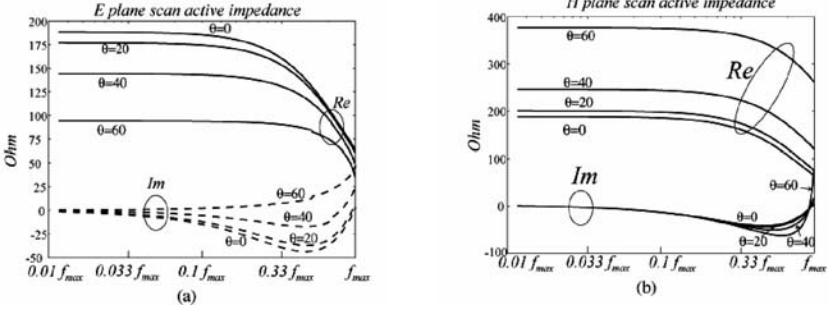 E plane scan active impedance
200
175
150
125
100
75
50
25
0
-25
-50
Ohm
θ=0
θ=20
θ=40
θ=60
Re
Im
θ=60
θ=40
θ=20
θ=0
0.01 fmax
0.033 fmax
0.1 fmax
0.33 fmax
fmax
(a)
plane scan active impedance
400
300
200
100
0
-100
Ohm
θ=60
Re
θ=40
θ=20
θ=0
Im
θ=60
θ=0
θ=20
θ=40
0.01 fmax
0.033 fmax
0.1 fmax
0.33 fmax
fmax
(b)